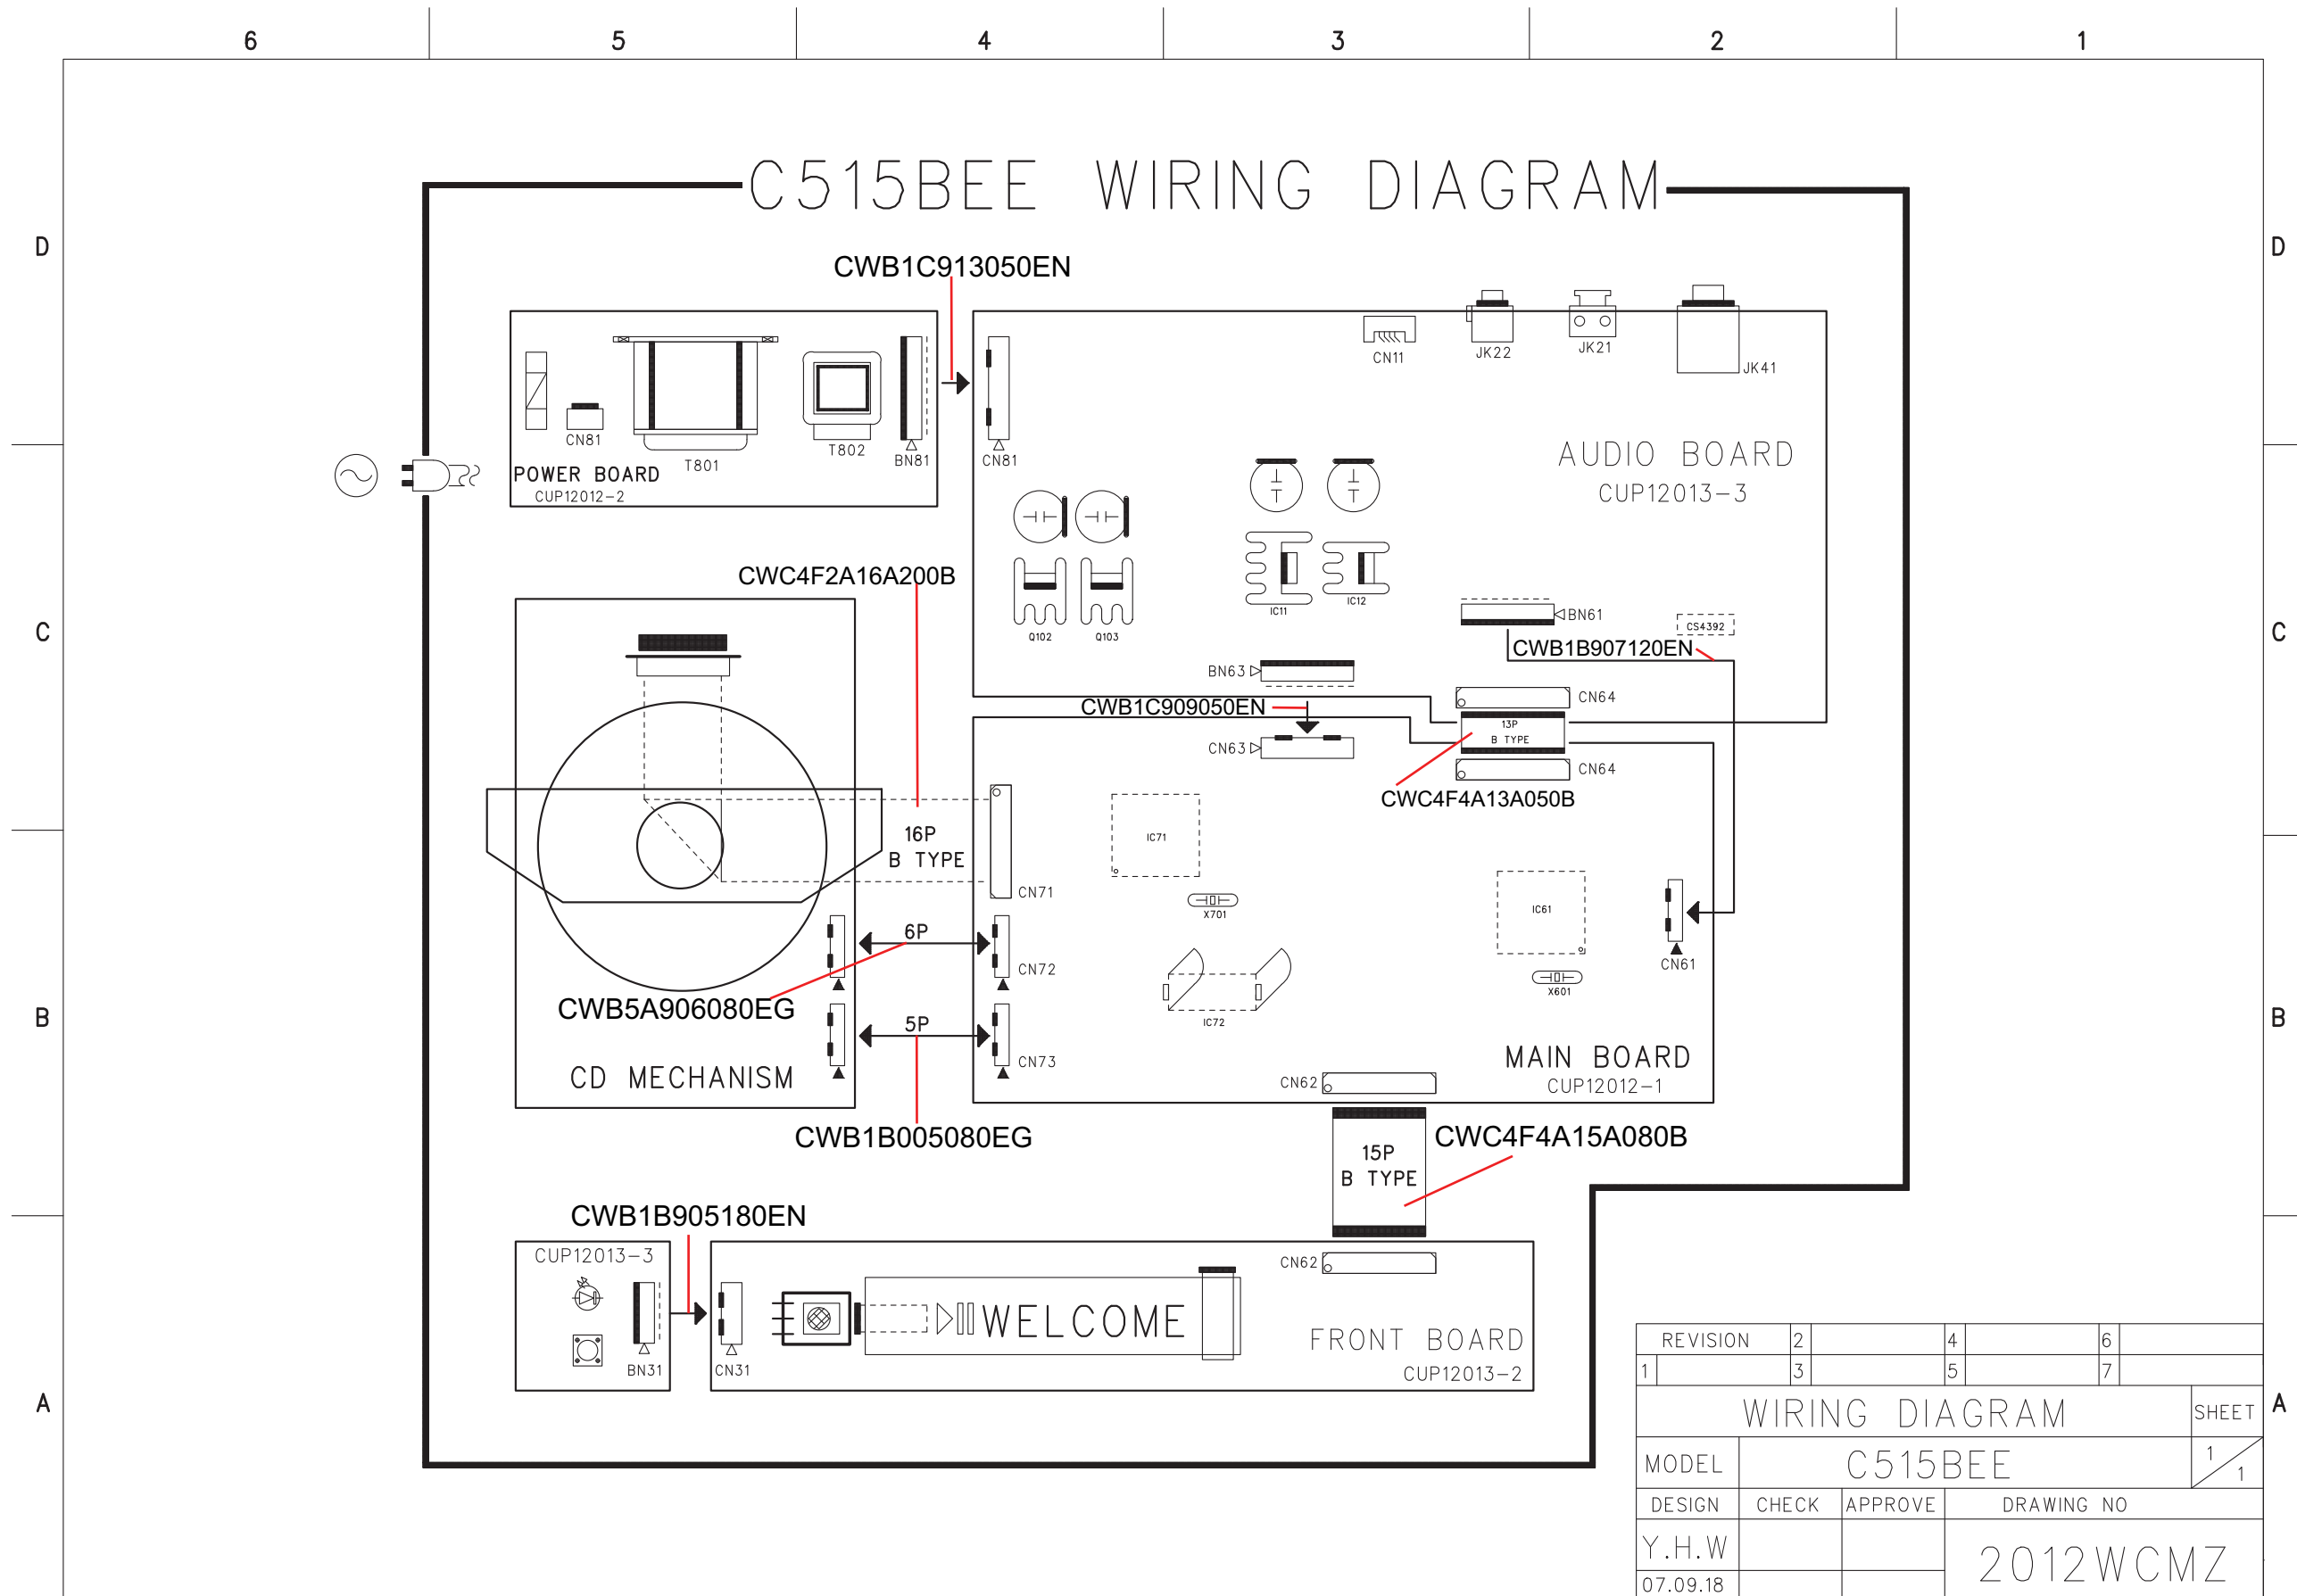 6 5 4 3 2 1
C515BEE WIRING DIAGRAM
D D
CWB1C913050EN
CN11
JK22
JK21
JK41
CN81
T801
T802
BN81
CN81
POWER BOARD
CUP12012-2
AUDIO BOARD
CUP12013-3
CWC4F2A16A200B
Q102
Q103
IC11
IC12
BN61
CS4392
C C
CWB1B907120EN
BN63
CN64
CWB1C909050EN
13P
B TYPE
CN63
CN64
CWC4F4A13A050B
16P
B TYPE
CN71
IC71
X701
IC61
X601
CN61
6P
CN72
CWB5A906080EG
5P
CN73
IC72
B B
CD MECHANISM
MAIN BOARD
CUP12012-1
CN62
CWB1B005080EG
CWC4F4A15A080B
15P
B TYPE
CWB1B905180EN
CUP12013-3
BN31
CN31
CN62
WELCOME
FRONT BOARD
CUP12013-2
A A
REVISION 2 4 6
1 3 5 7
WIRING DIAGRAM SHEET
MODEL C515BEE 1/1
DESIGN CHECK APPROVE DRAWING NO
Y.H.W
2012WCMZ
07.09.18